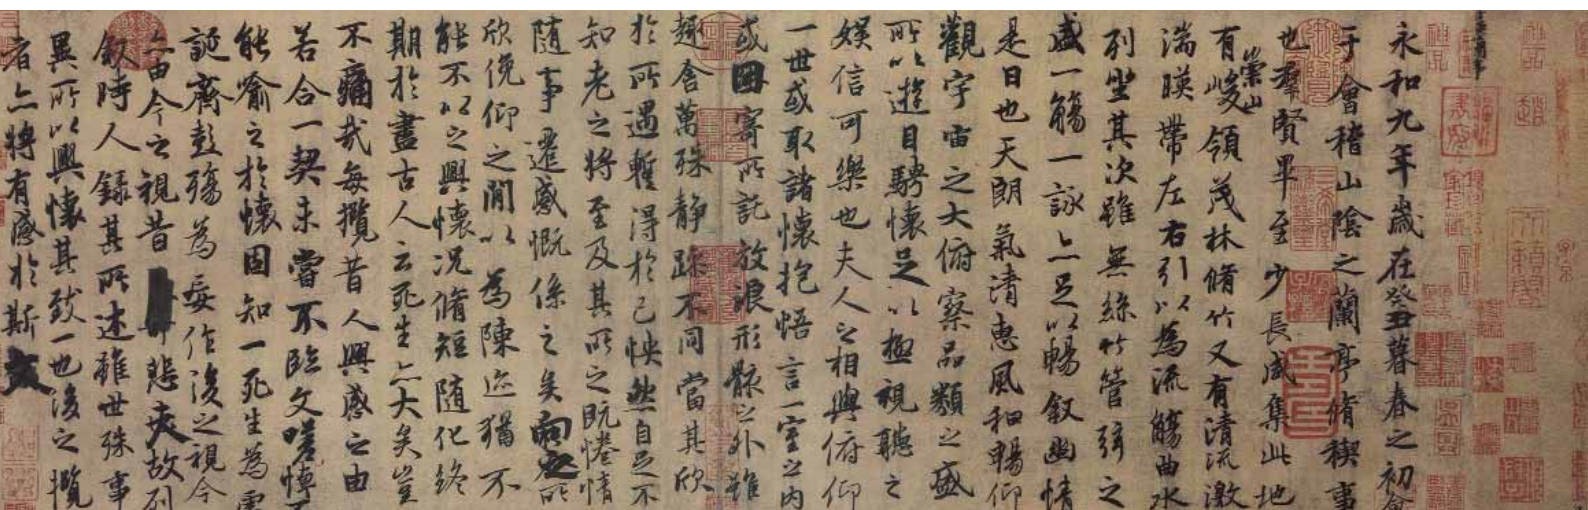 永和九年歲在癸丑暮春之初會
于會稽山陰之蘭亭脩稧事
也羣賢畢至少長咸集此地
有崇山峻領茂林脩竹又有清流激
湍暎帶左右引以為流觴曲水
列坐其次雖無絲竹管弦之
盛一觴一詠亦足以暢敘幽情
是日也天朗氣清惠風和暢仰
觀宇宙之大俯察品類之盛
所以遊目騁懷足以極視聽之
娛信可樂也夫人之相與俯仰
一世或取諸懷抱悟言一室之內
或因寄所託放浪形骸之外雖
趣舍萬殊靜躁不同當其欣
於所遇暫得於己怏然自足不
知老之將至及其所之既惓情
隨事遷感慨係之矣向之所
欣俛仰之閒以為陳迹猶不
能不以之興懷況脩短隨化終
期於盡古人云死生亦大矣豈
不痛哉每攬昔人興感之由
若合一契未嘗不臨文嗟悼不
能喻之於懷固知一死生為虛
誕齊彭殤為妄作後之視今
亦由今之視昔悲夫故列
敘時人錄其所述雖世殊事
異所以興懷其致一也後之攬
者亦將有感於斯文